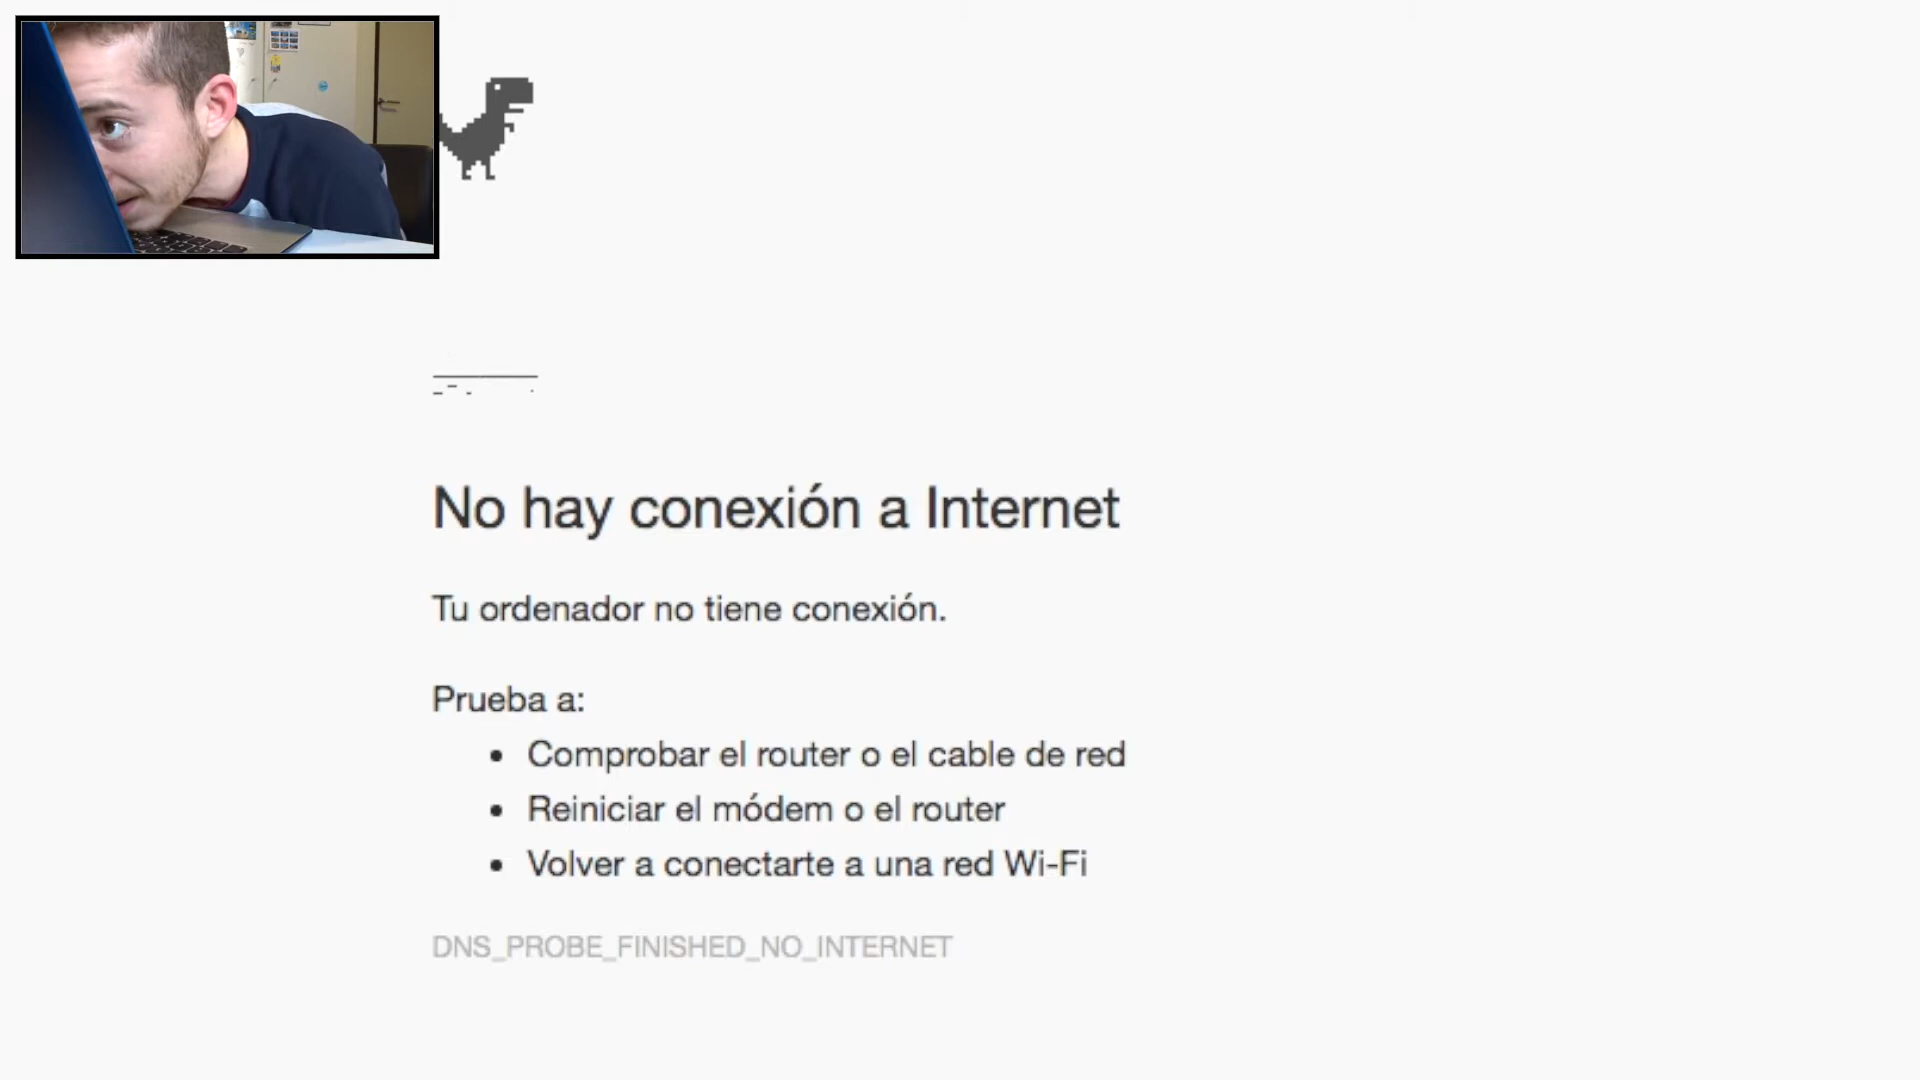 No hay conexión a Internet
Tu ordenador no tiene conexión.
Prueba a:
• Comprobar el router o el cable de red
• Reiniciar el módem o el router
• Volver a conectarte a una red Wi-Fi
DNS_PROBE_FINISHED_NO_INTERNET